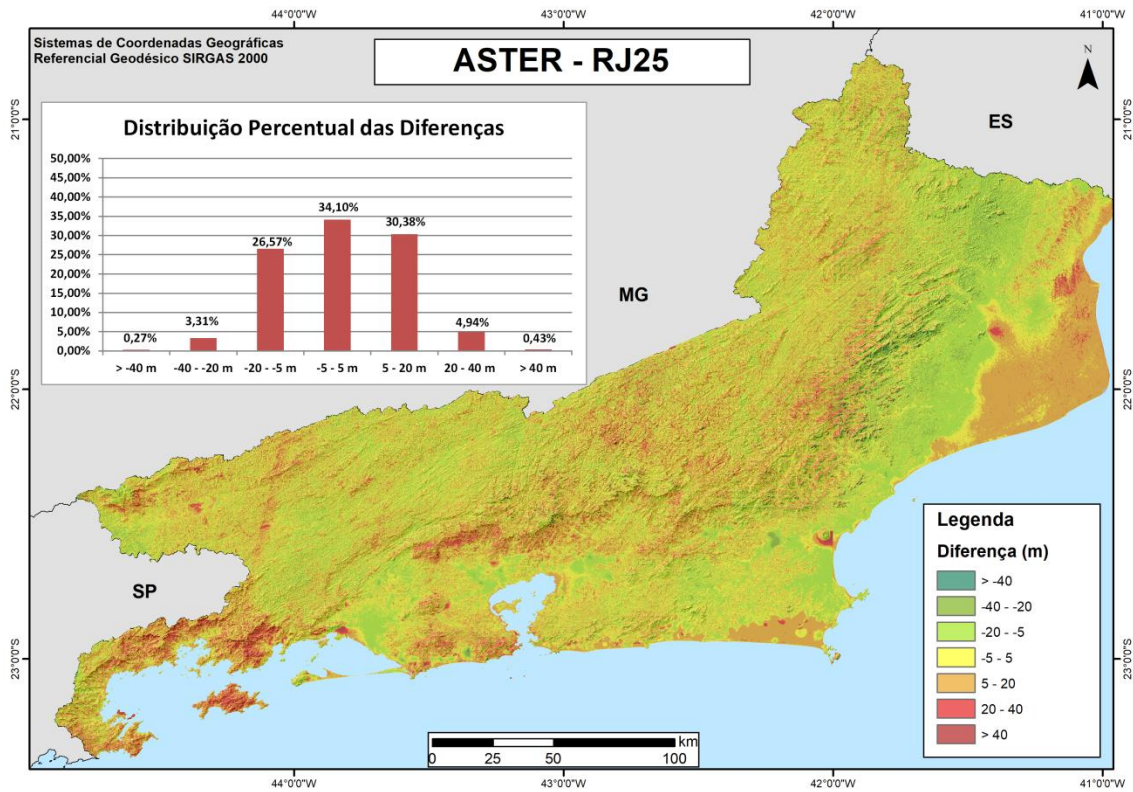 44°0'0"W 43°0'0"W 42°0'0"W 41°0'0"W
Sistemas de Coordenadas Geográficas
Referencial Geodésico SIRGAS 2000
ASTER - RJ25
N
21°0'0"S
21°0'0"S
ES
Distribuição Percentual das Diferenças
50,00%
45,00%
40,00%
35,00%
30,00%
25,00%
20,00%
15,00%
10,00%
5,00%
0,00%
0,27%
3,31%
26,57%
34,10%
30,38%
4,94%
0,43%
> -40 m -40 - -20 m -20 - -5 m -5 - 5 m 5 - 20 m 20 - 40 m > 40 m
MG
22°0'0"S
22°0'0"S
SP
23°0'0"S
23°0'0"S
Legenda
Diferença (m)
> -40
-40 - -20
-20 - -5
-5 - 5
5 - 20
20 - 40
> 40
km
0 25 50 100
44°0'0"W 43°0'0"W 42°0'0"W 41°0'0"W